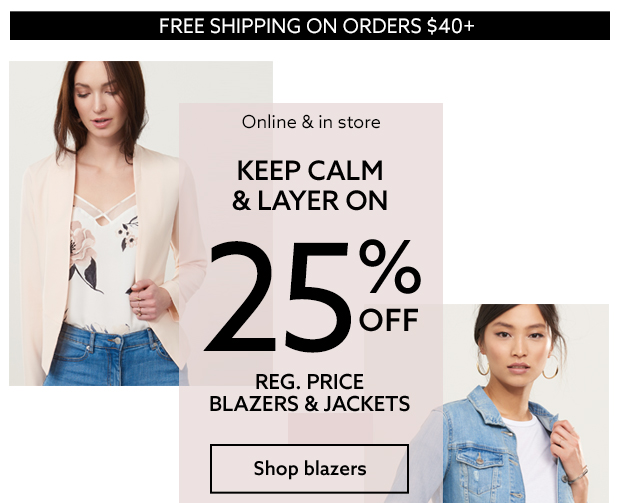 FREE SHIPPING ON ORDERS $40+
Online & in store
KEEP CALM
& LAYER ON
25% OFF
REG. PRICE
BLAZERS & JACKETS
Shop blazers